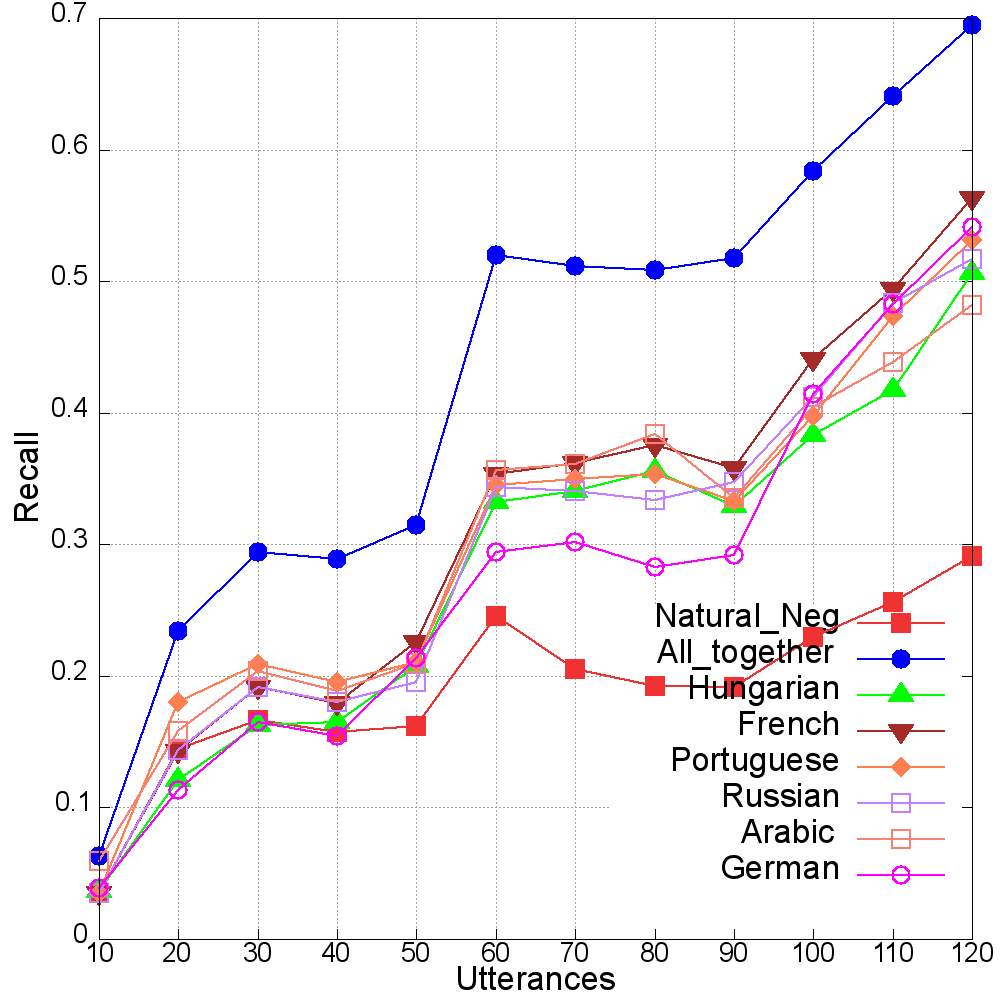 0.7
0.6
0.5
0.4
0.3
0.2
0.1
0
Recall
Natural_Neg
All_together
Hungarian
French
Portuguese
Russian
Arabic
German
10 20 30 40 50 60 70 80 90 100 110 120
Utterances